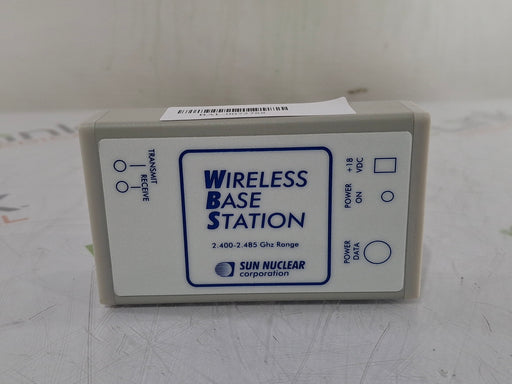 TRANSMIT
RECEIVE
WIRELESS
BASE
STATION
2.400-2.485 Ghz Range
SUN NUCLEAR
corporation
+18
VDC
POWER
ON
POWER
DATA